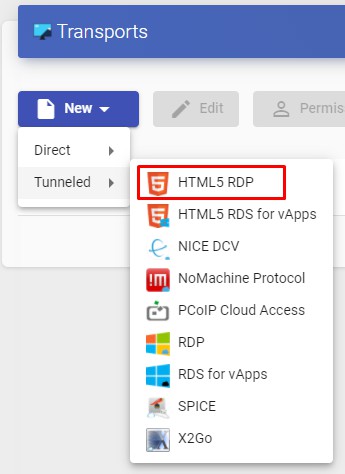 Transports
New
Edit
Permis
Direct
Tunneled
HTML5 RDP
HTML5 RDS for vApps
NICE DCV
NoMachine Protocol
PCoIP Cloud Access
RDP
RDS for vApps
SPICE
X2Go